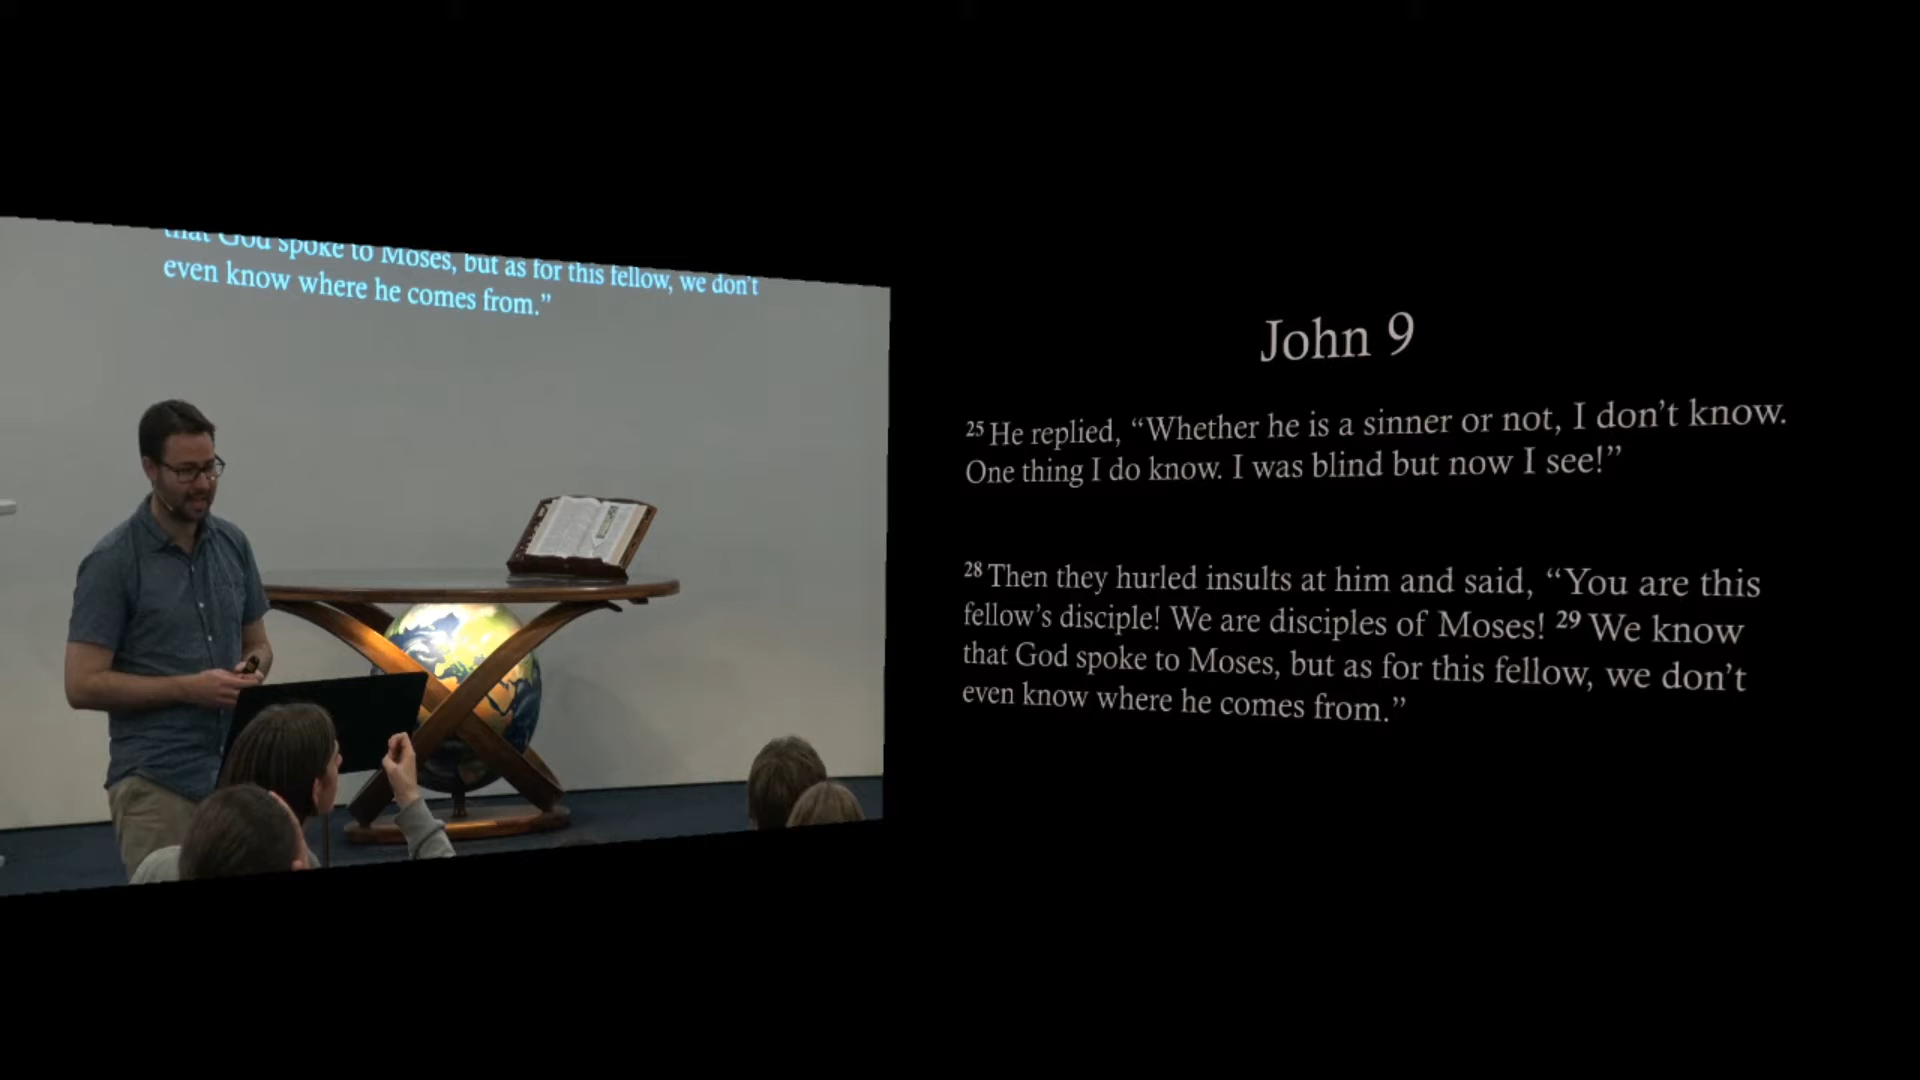 that God spoke to Moses, but as for this fellow, we don't
even know where he comes from.”
John 9
25 He replied, “Whether he is a sinner or not, I don’t know.
One thing I do know. I was blind but now I see!”
28 Then they hurled insults at him and said, “You are this
fellow’s disciple! We are disciples of Moses! 29 We know
that God spoke to Moses, but as for this fellow, we don’t
even know where he comes from.”